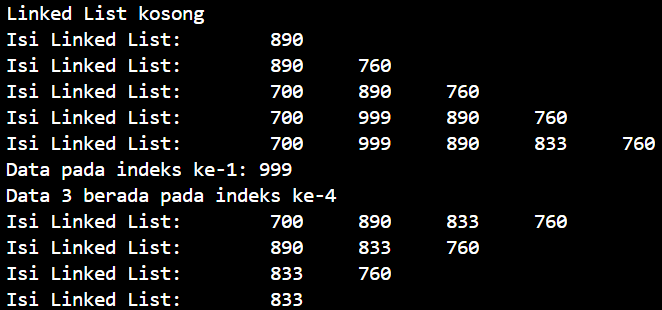 Linked List kosong
Isi Linked List: 890
Isi Linked List: 890 760
Isi Linked List: 700 890 760
Isi Linked List: 700 999 890 760
Isi Linked List: 700 999 890 833 760
Data pada indeks ke-1: 999
Data 3 berada pada indeks ke-4
Isi Linked List: 700 890 833 760
Isi Linked List: 890 833 760
Isi Linked List: 833 760
Isi Linked List: 833